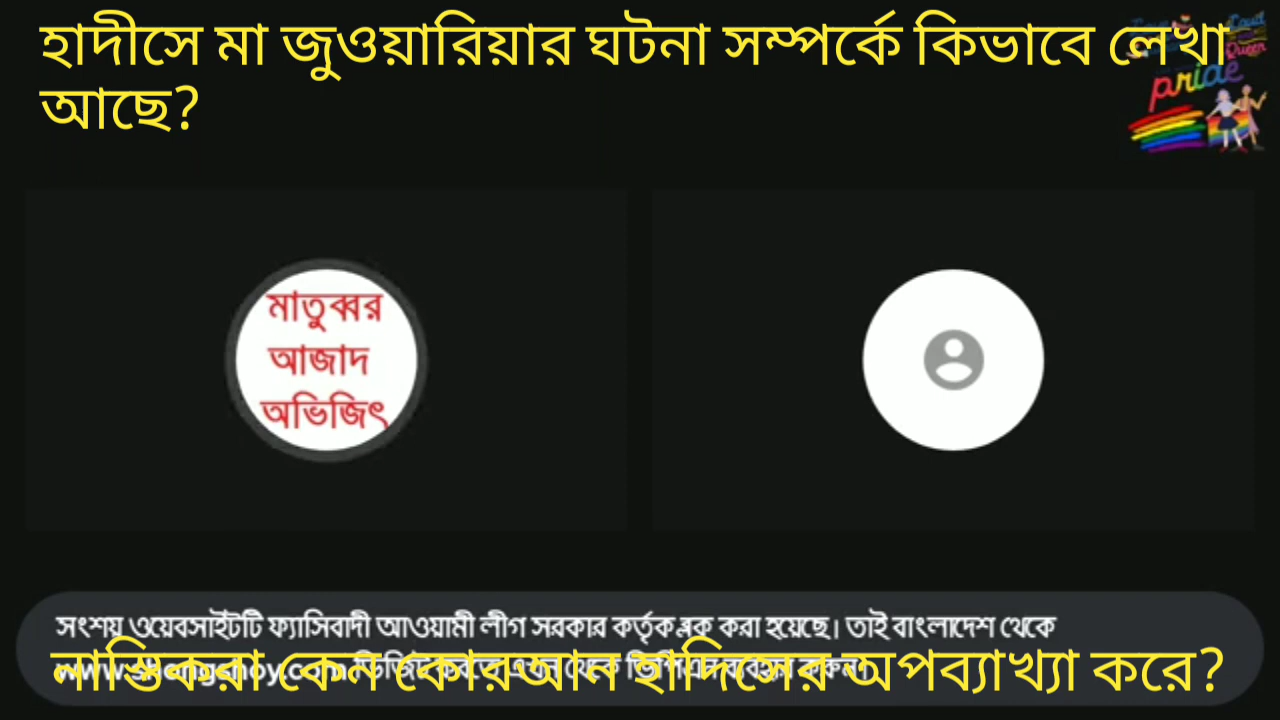 হাদীসে মা জুওয়ারিয়ার ঘটনা সম্পর্কে কিভাবে লেখা
আছে?
pride
মাতুব্বর
আজাদ
অভিজিৎ
সংশয় ওয়েবসাইটটি ফ্যাসিবাদী আওয়ামী লীগ সরকার কর্তৃক ব্লক করা হয়েছে। তাই বাংলাদেশ থেকে
নাস্তিকরা কেন কোরআন হাদিসের অপব্যাখ্যা করে?